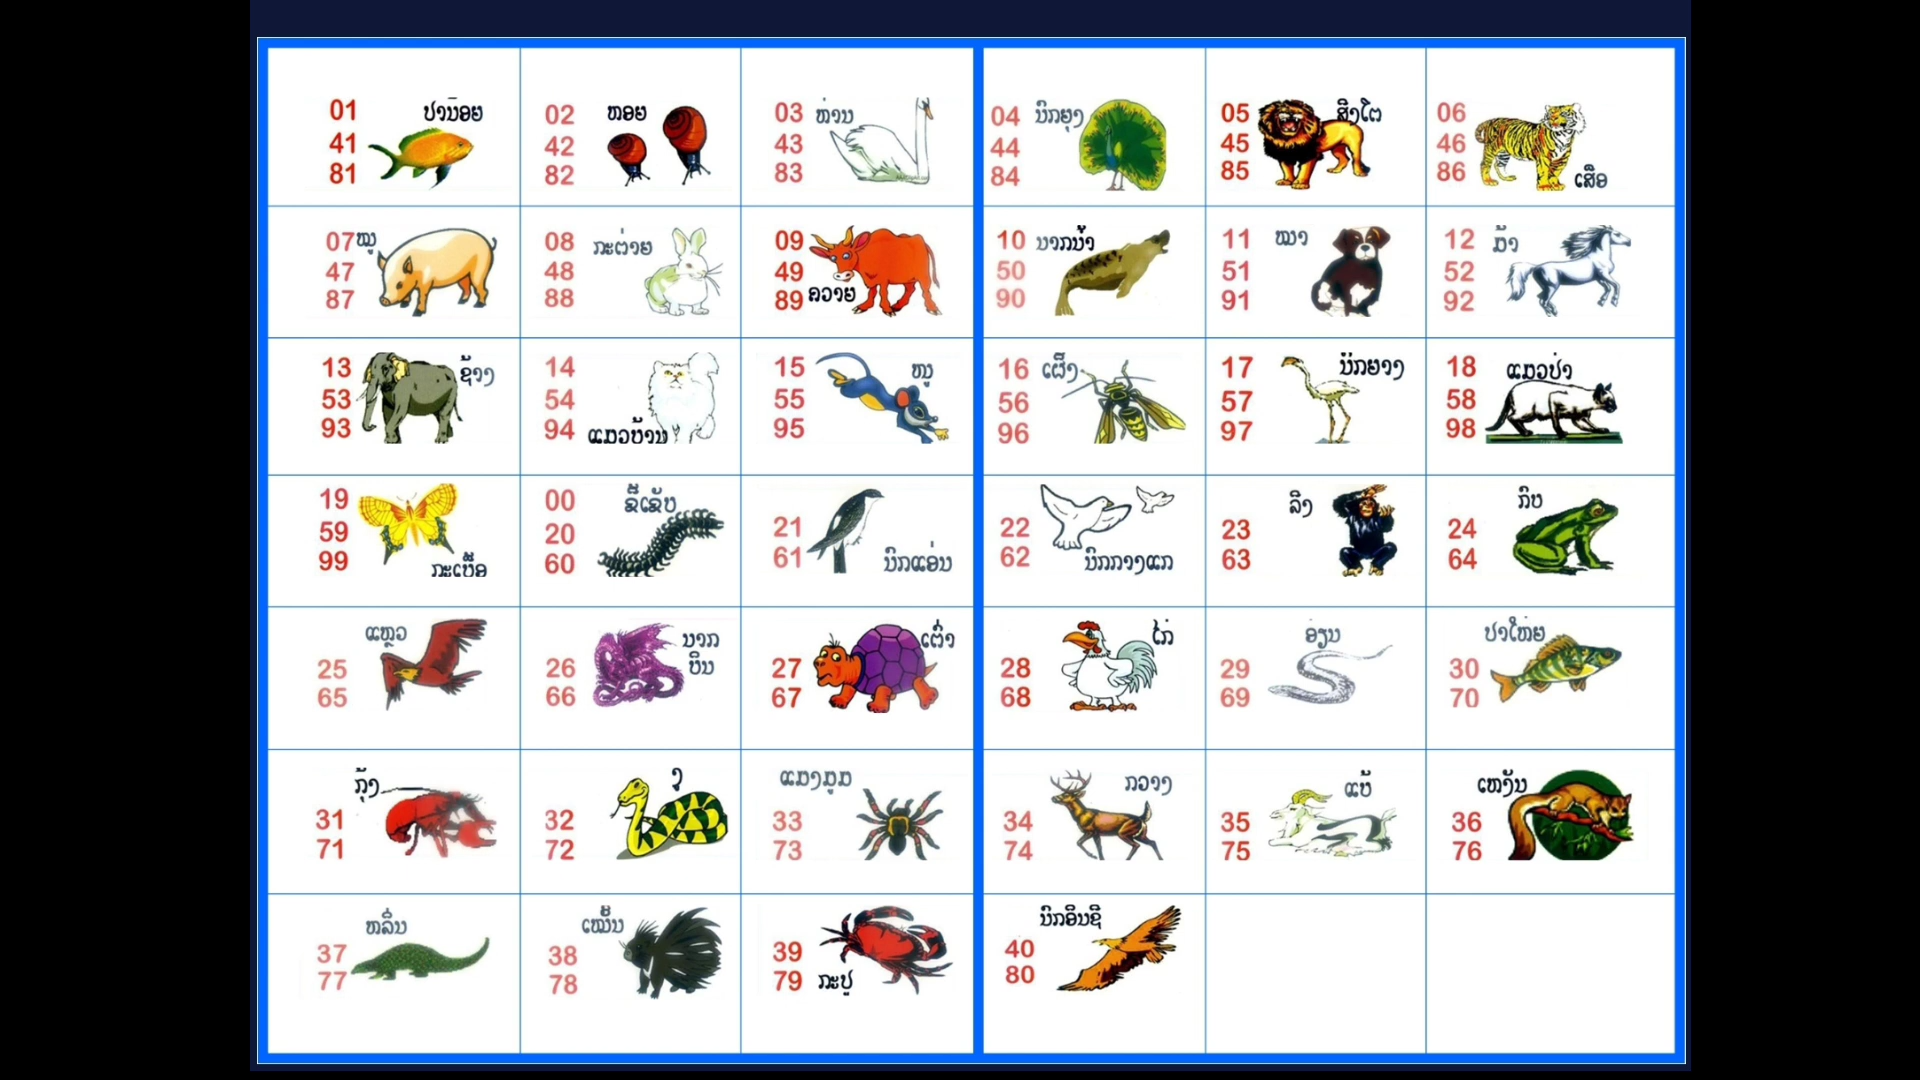 01 ປານ້ອຍ
41
81
02 ຫອຍ
42
82
03 ຫ່ານ
43
83
04 ນົກຍຸງ
44
84
05 ສິງໂຕ
45
85
06
46
86 ເສືອ
07 ໝູ
47
87
08 ກະຕ່າຍ
48
88
09
49
89 ຄວາຍ
10 ນາກນ້ຳ
50
90
11 ໝາ
51
91
12 ມ້າ
52
92
13 ຊ້າງ
53
93
14
54
94 ແມວບ້ານ
15 ໜູ
55
95
16 ເຜິ້ງ
56
96
17 ນົກຍາງ
57
97
18 ແມວປ່າ
58
98
19
59
99 ກະເບື້ອ
00 ຂີ້ເຂັບ
20
60
21
61 ນົກແອ່ນ
22
62 ນົກກາງແກ
23 ລີງ
63
24 ກົບ
64
25 ແຫຼວ
65
26 ນາກ
66 ບິນ
27 ເຕົ່າ
67
28 ໄກ່
68
29 ອ່ຽນ
69
30 ປາໃຫ່ຍ
70
31 ກຸ້ງ
71
32 ງູ
72
33 ແມງມູມ
73
34 ກວາງ
74
35 ແບ້
75
36 ເຫງັນ
76
37 ຫລິ່ນ
77
38 ເໝັ້ນ
78
39
79 ກະປູ
40 ນົກອິນຊີ
80